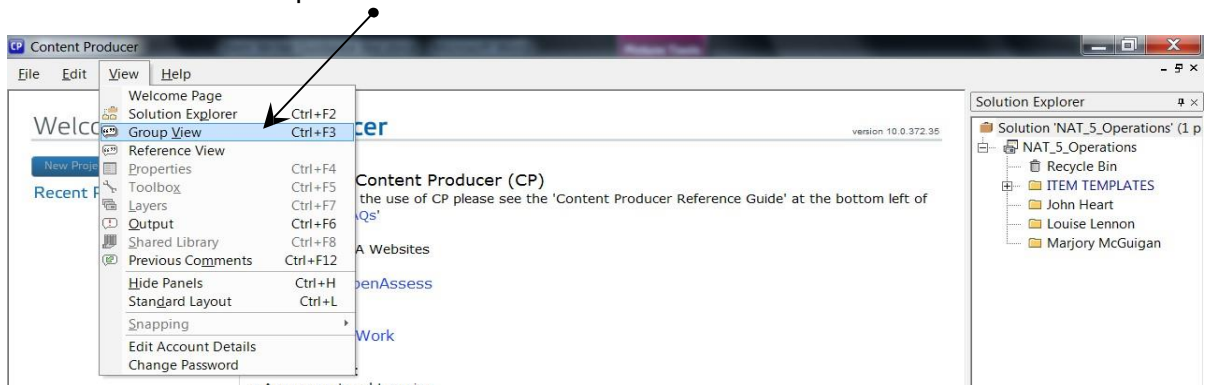 Content Producer
File Edit View Help
Welcome Page
Solution Explorer Ctrl+F2
Group View Ctrl+F3
Reference View
Properties Ctrl+F4
Toolbox Ctrl+F5
Layers Ctrl+F7
Output Ctrl+F6
Shared Library Ctrl+F8
Previous Comments Ctrl+F12
Hide Panels Ctrl+H
Standard Layout Ctrl+L
Snapping
Edit Account Details
Change Password
Welco
cer
version 10.0.372.35
New Proje
Recent P
Content Producer (CP)
the use of CP please see the 'Content Producer Reference Guide' at the bottom left of
AQs'
A Websites
penAssess
Work
Solution Explorer
Solution 'NAT_5_Operations' (1 p
NAT_5_Operations
Recycle Bin
ITEM TEMPLATES
John Heart
Louise Lennon
Marjory McGuigan